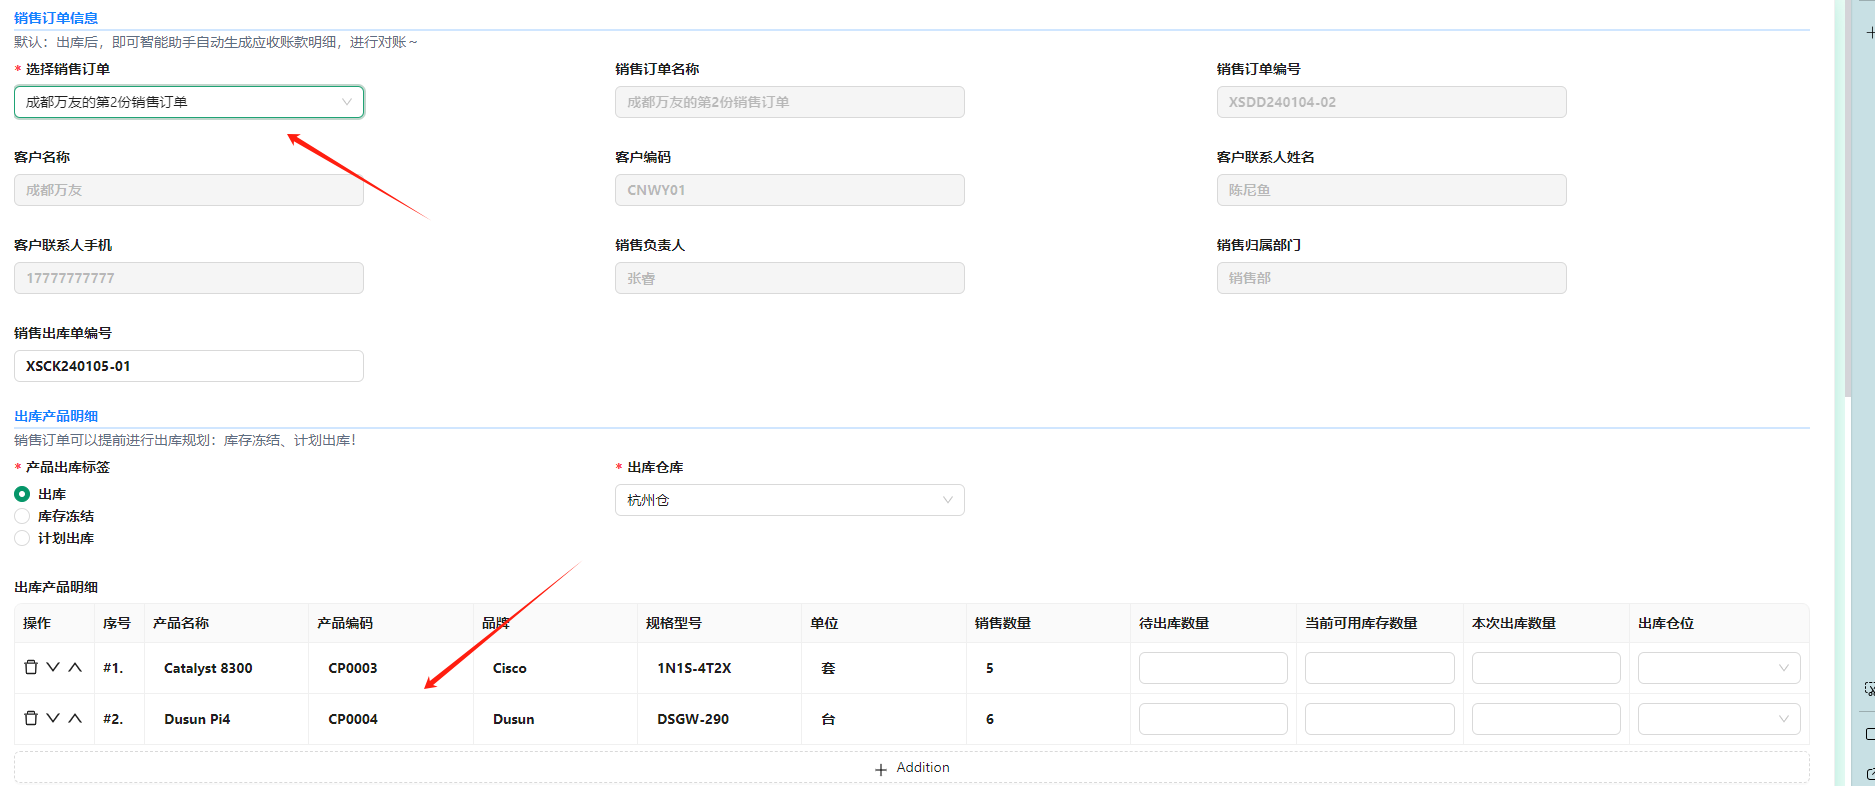 销售订单信息
默认：出库后，即可智能助手自动生成应收账款明细，进行对账~
* 选择销售订单
销售订单名称
销售订单编号
成都万友的第2份销售订单
成都万友的第2份销售订单
XSDD240104-02
客户名称
客户编码
客户联系人姓名
成都万友
CNWY01
陈尼鱼
客户联系人手机
销售负责人
销售归属部门
17777777777
张睿
销售部
销售出库单编号
XSCK240105-01
出库产品明细
销售订单可以提前进行出库规划：库存冻结、计划出库！
* 产品出库标签
* 出库仓库
出库
杭州仓
库存冻结
计划出库
出库产品明细
操作 序号 产品名称 产品编码 品牌 规格型号 单位 销售数量 待出库数量 当前可用库存数量 本次出库数量 出库仓位
#1. Catalyst 8300 CP0003 Cisco 1N1S-4T2X 套 5
#2. Dusun Pi4 CP0004 Dusun DSGW-290 台 6
+ Addition